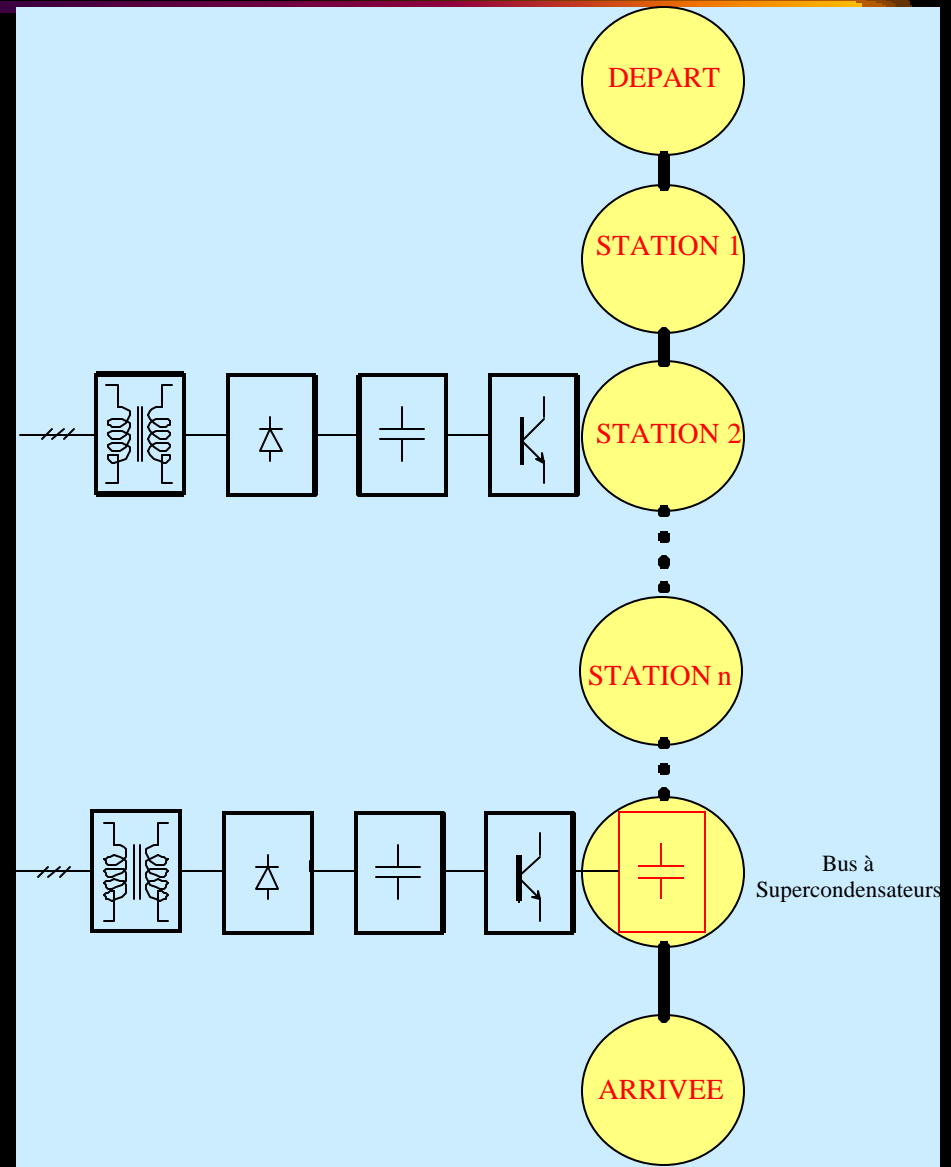 DEPART
STATION 1
STATION 2
STATION n
Bus à
Supercondensateurs
ARRIVEE